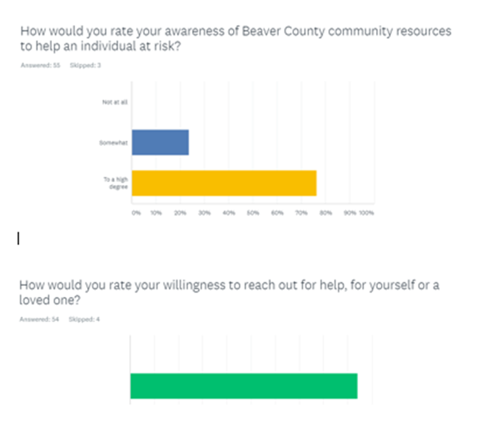 How would you rate your awareness of Beaver County community resources
to help an individual at risk?
Answered: 55 Skipped: 3
Not at all
Somewhat
To a high
degree
0% 10% 20% 30% 40% 50% 60% 70% 80% 90% 100%
How would you rate your willingness to reach out for help, for yourself or a
loved one?
Answered: 54 Skipped: 4